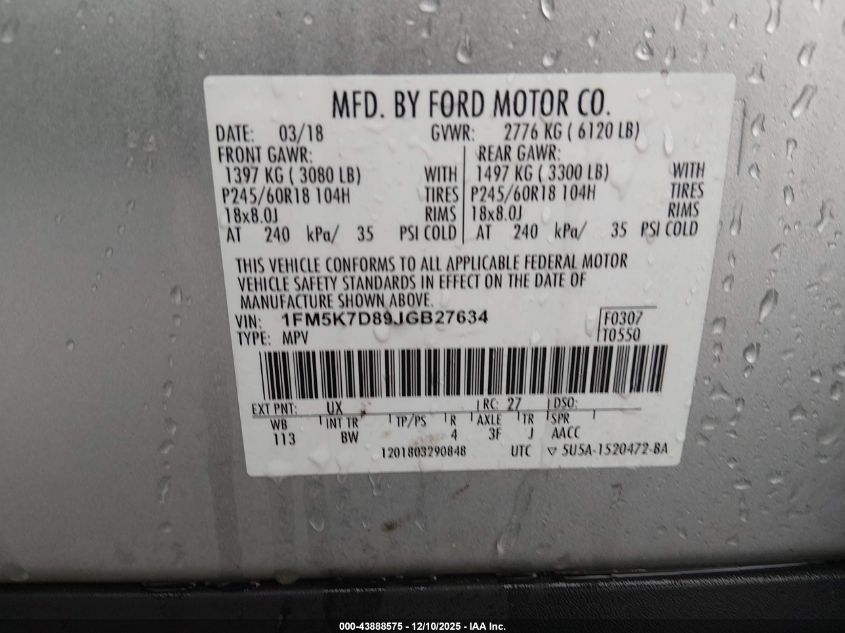 MFD. BY FORD MOTOR CO.
DATE: 03/18 GVWR: 2776 KG ( 6120 LB)
FRONT GAWR: REAR GAWR:
1397 KG ( 3080 LB) WITH 1497 KG ( 3300 LB) WITH
P245/60R18 104H TIRES P245/60R18 104H TIRES
18x8.0J RIMS 18x8.0J RIMS
AT 240 kPa/ 35 PSI COLD AT 240 kPa/ 35 PSI COLD
THIS VEHICLE CONFORMS TO ALL APPLICABLE FEDERAL MOTOR
VEHICLE SAFETY STANDARDS IN EFFECT ON THE DATE OF
MANUFACTURE SHOWN ABOVE.
VIN: 1FM5K7D89JGB27634 F0307
TYPE: MPV T0550
EXT PNT: UX RC: 27 DSO:
WB INT TR TP/PS R AXLE TR SPR
113 BW 4 3F J AACC
1201803290848 UTC ▽ 5U5A-1520472-BA
000-43888575 — 12/10/2025 — IAA Inc.